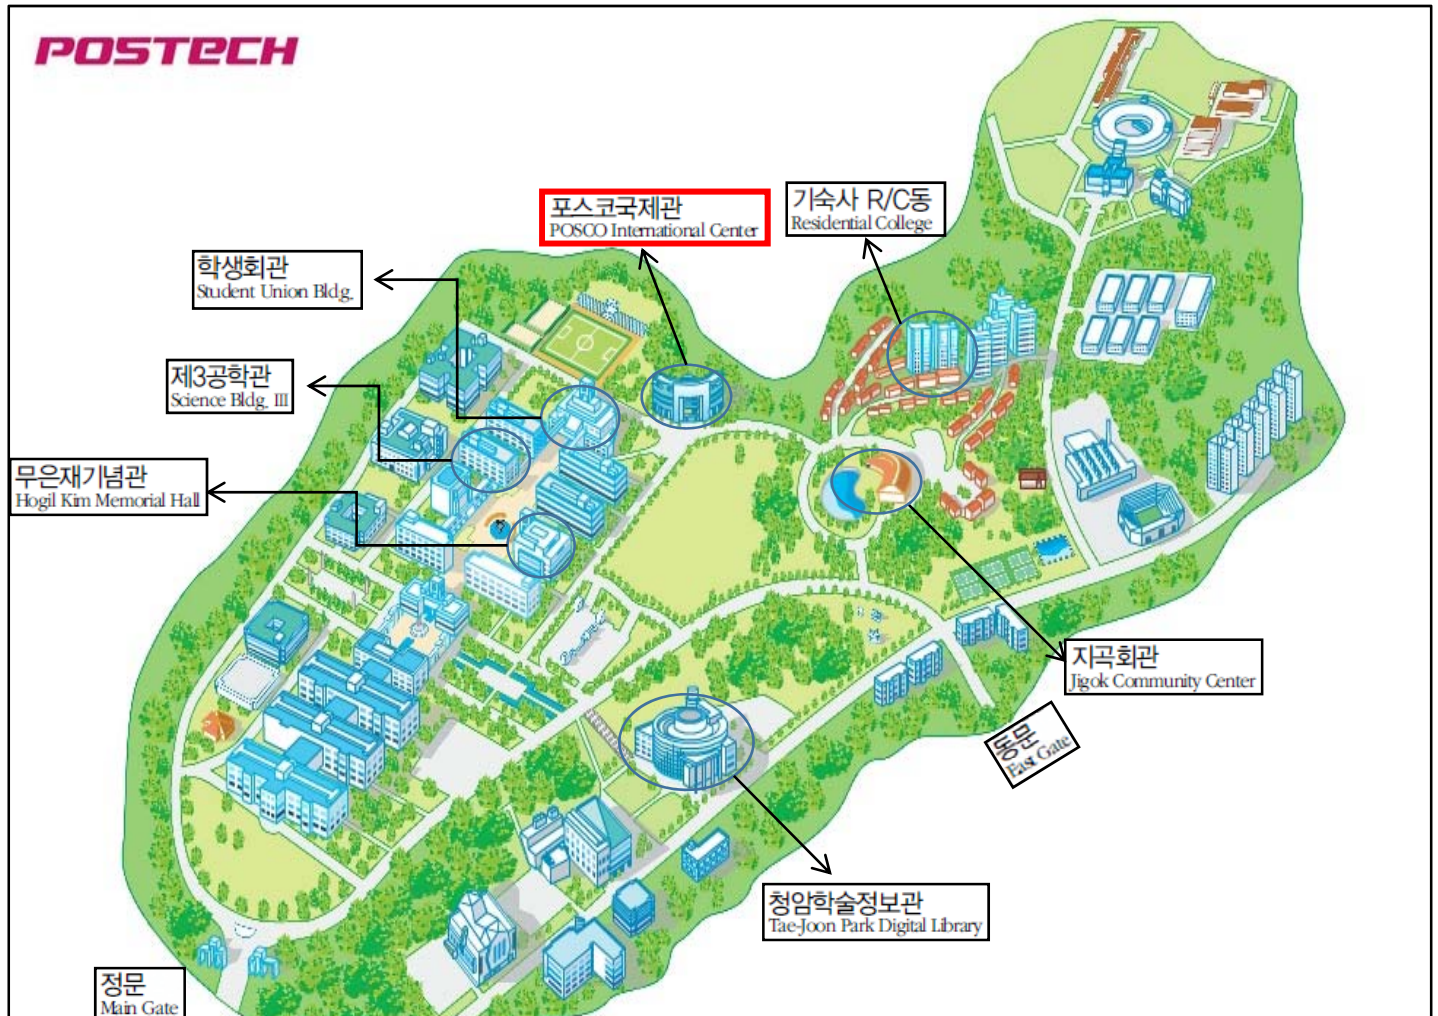 POSTECH
포스코국제관
POSCO International Center
기숙사 R/C동
Residential College
학생회관
Student Union Bldg.
제3공학관
Science Bldg. III
무은재기념관
Hogil Kim Memorial Hall
지곡회관
Jigok Community Center
동문
East Gate
청암학술정보관
Tae-Joon Park Digital Library
정문
Main Gate